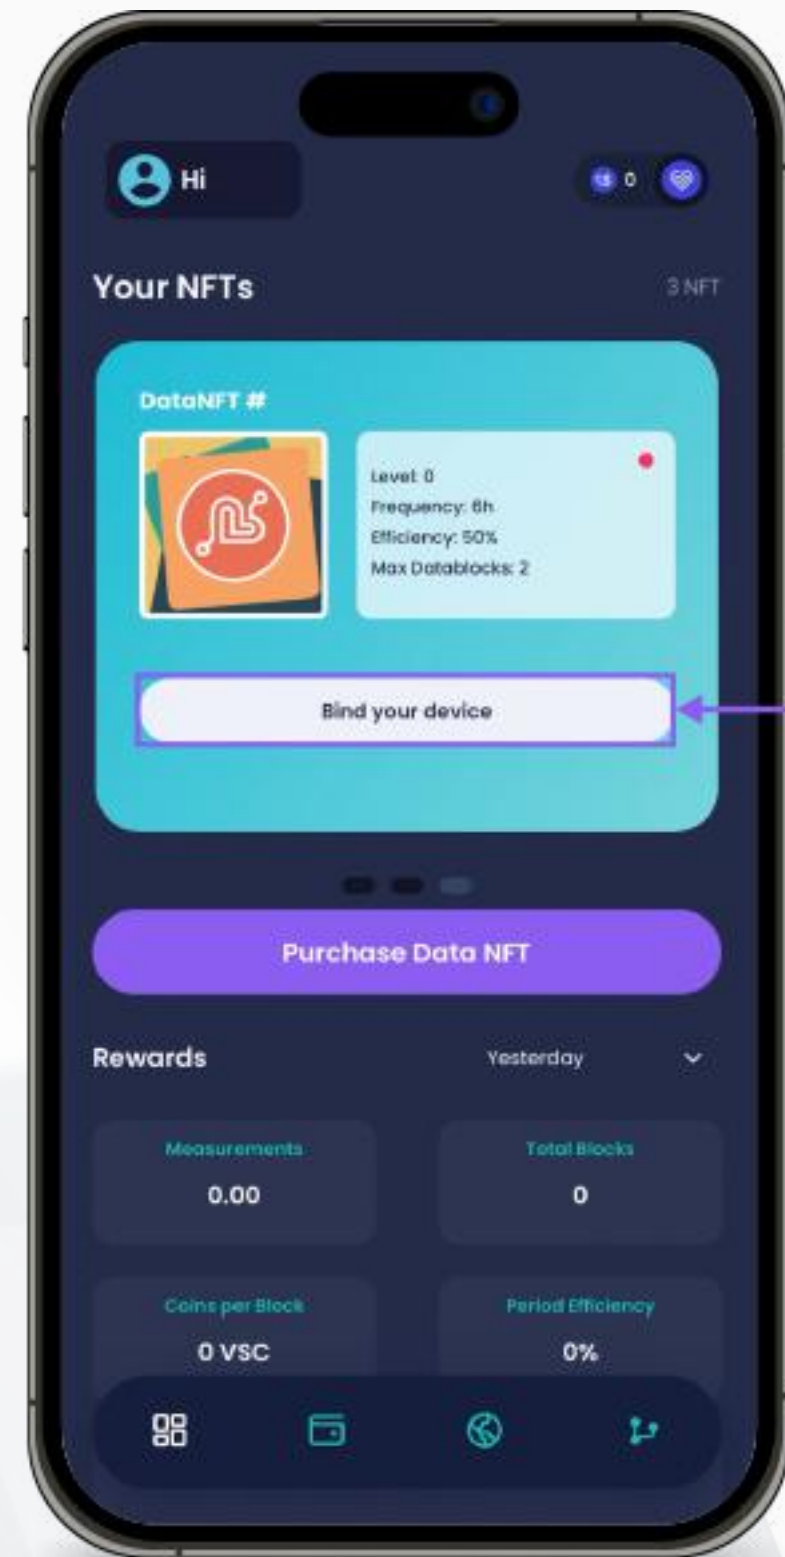 Hi
0
Your NFTs
3 NFT
DataNFT #
Level: 0
Frequency: 6h
Efficiency: 50%
Max Datablocks: 2
Bind your device
Purchase Data NFT
Rewards
Yesterday
Measurements
Total Blocks
0.00
0
Coins per Block
Period Efficiency
0 VSC
0%